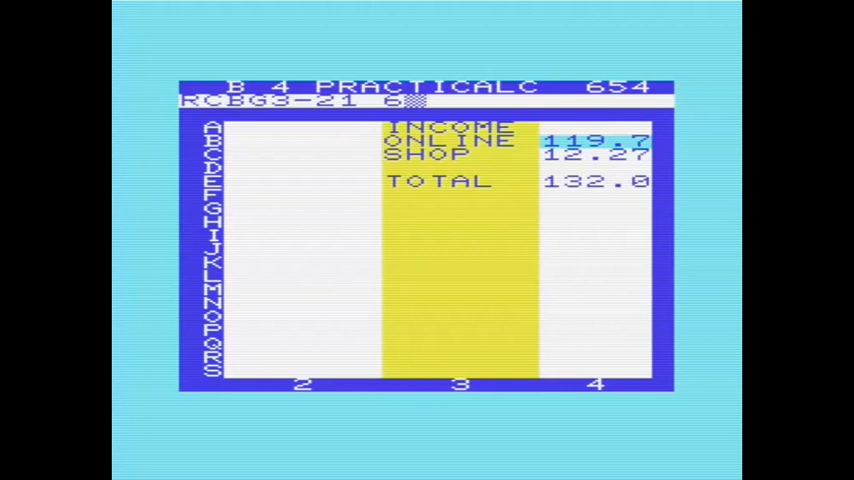 B 4 PRACTICALC 654
RCBG3-21 6
A INCOME
B ONLINE 119.7
C SHOP 12.27
D
E TOTAL 132.0
F
G
H
I
J
K
L
M
N
O
P
Q
R
S
2 3 4